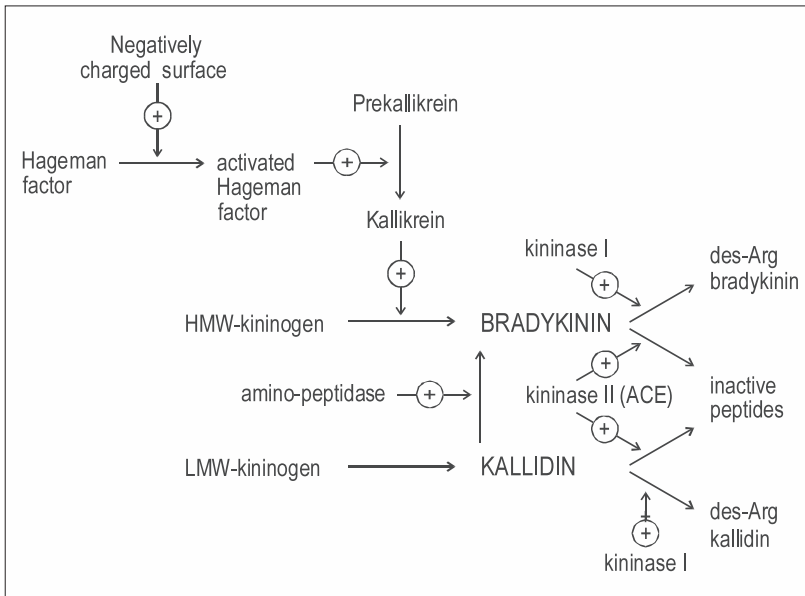 Negatively
charged surface
+
Prekallikrein
Hageman
factor
activated
Hageman
factor
+
Kallikrein
+
kininase I
+
des-Arg
bradykinin
HMW-kininogen
BRADYKININ
amino-peptidase
+
+
kininase II (ACE)
+
inactive
peptides
LMW-kininogen
KALLIDIN
+
kininase I
des-Arg
kallidin